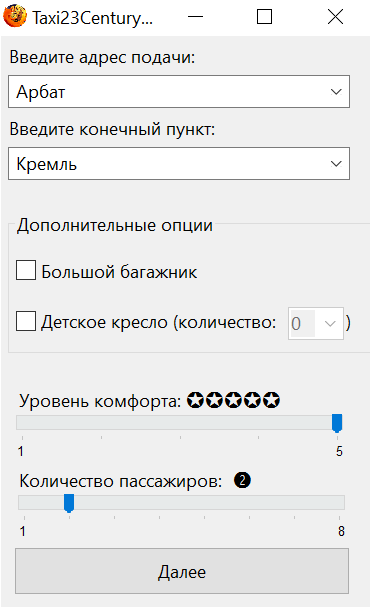 Taxi23Century...
Введите адрес подачи:
Арбат
Введите конечный пункт:
Кремль
Дополнительные опции
Большой багажник
Детское кресло (количество: 0 )
Уровень комфорта: ✪✪✪✪✪
1 5
Количество пассажиров: ❷
1 8
Далее